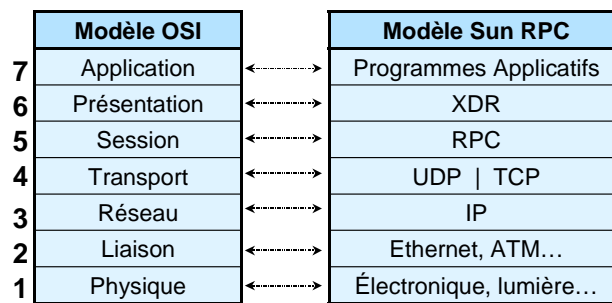 Modèle OSI Modèle Sun RPC
7 Application Programmes Applicatifs
6 Présentation XDR
5 Session RPC
4 Transport UDP | TCP
3 Réseau IP
2 Liaison Ethernet, ATM…
1 Physique Électronique, lumière…